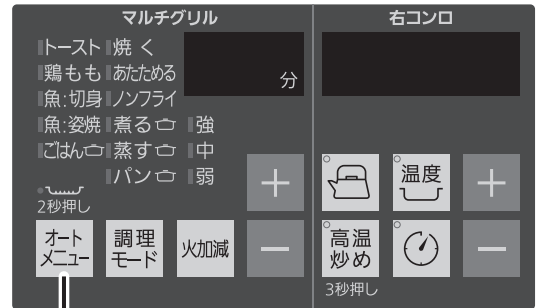 マルチグリル
トースト 焼く
鶏もも あたためる
分
魚:切身 ノンフライ
魚:姿焼 煮る 強
ごはん 蒸す 中
パン 弱
2秒押し
オートメニュー
調理モード
火加減
+
−
右コンロ
温度
+
高温炒め
−
3秒押し